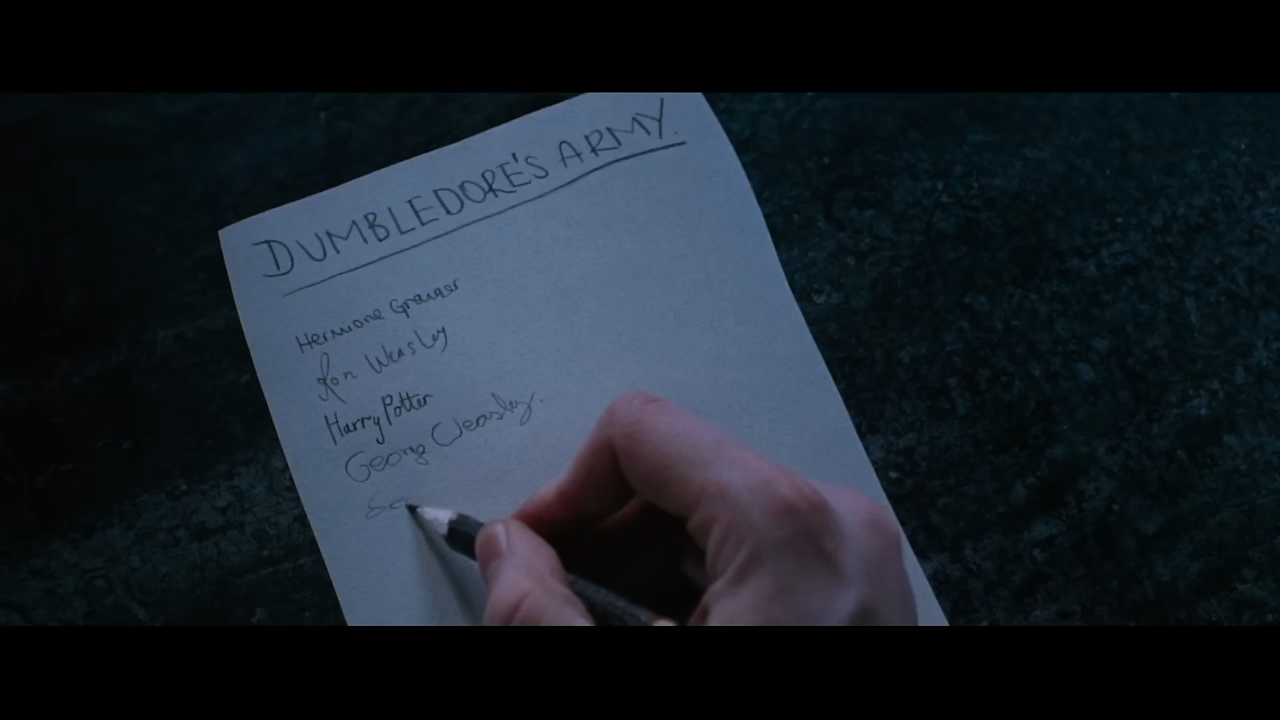 DUMBLEDORE'S ARMY.
Hermione Granger
Ron Weasley
Harry Potter
George Weasley.